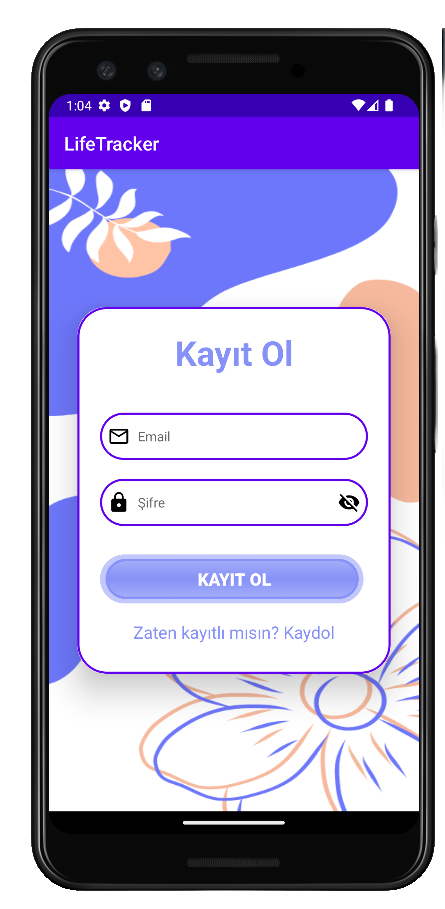 1:04
LifeTracker
Kayıt Ol
Email
Şifre
KAYIT OL
Zaten kayıtlı mısın? Kaydol